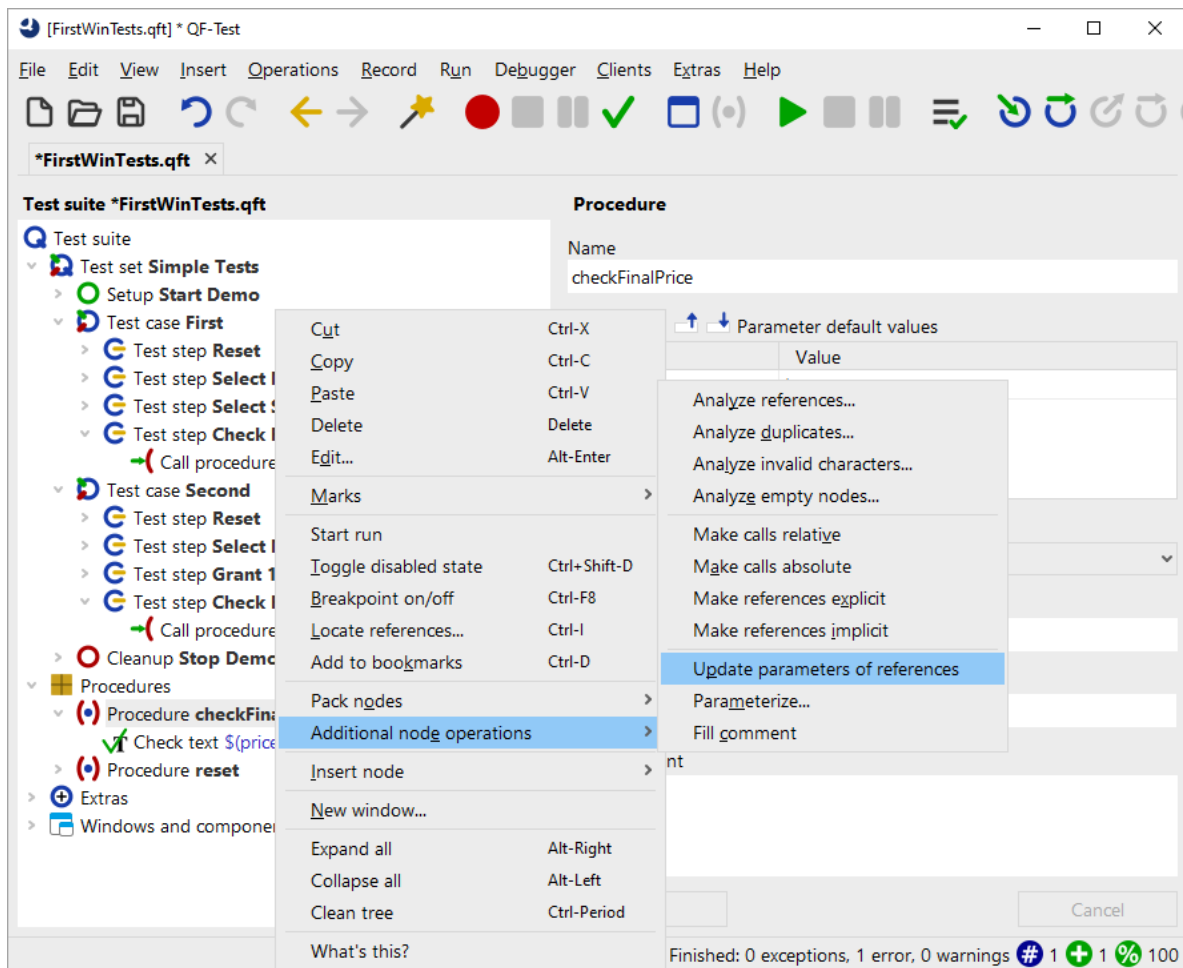 [FirstWinTests.qft] * QF-Test
File Edit View Insert Operations Record Run Debugger Clients Extras Help
*FirstWinTests.qft
Test suite *FirstWinTests.qft
Test suite
Test set Simple Tests
Setup Start Demo
Test case First
Test step Reset
Test step Select
Test step Select
Test step Check
Call procedure
Test case Second
Test step Reset
Test step Select
Test step Grant 1
Test step Check
Call procedure
Cleanup Stop Demo
Procedures
Procedure checkFina
Check text $(price
Procedure reset
Extras
Windows and compone
Procedure
Name
checkFinalPrice
Parameter default values
Value
Cut Ctrl-X
Copy Ctrl-C
Paste Ctrl-V
Delete Delete
Edit... Alt-Enter
Marks
Start run
Toggle disabled state Ctrl+Shift-D
Breakpoint on/off Ctrl-F8
Locate references... Ctrl-I
Add to bookmarks Ctrl-D
Pack nodes
Additional node operations
Insert node
New window...
Expand all Alt-Right
Collapse all Alt-Left
Clean tree Ctrl-Period
What's this?
Analyze references...
Analyze duplicates...
Analyze invalid characters...
Analyze empty nodes...
Make calls relative
Make calls absolute
Make references explicit
Make references implicit
Update parameters of references
Parameterize...
Fill comment
nt
Cancel
Finished: 0 exceptions, 1 error, 0 warnings # 1 1 % 100